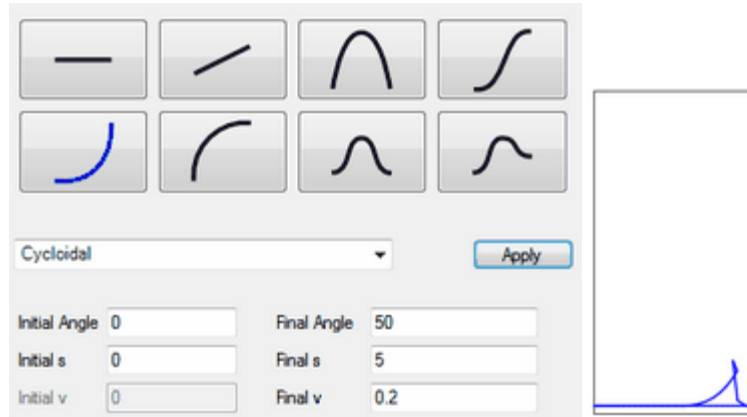 Cycloidal Apply
Initial Angle 0 Final Angle 50
Initial s 0 Final s 5
Initial v 0 Final v 0.2